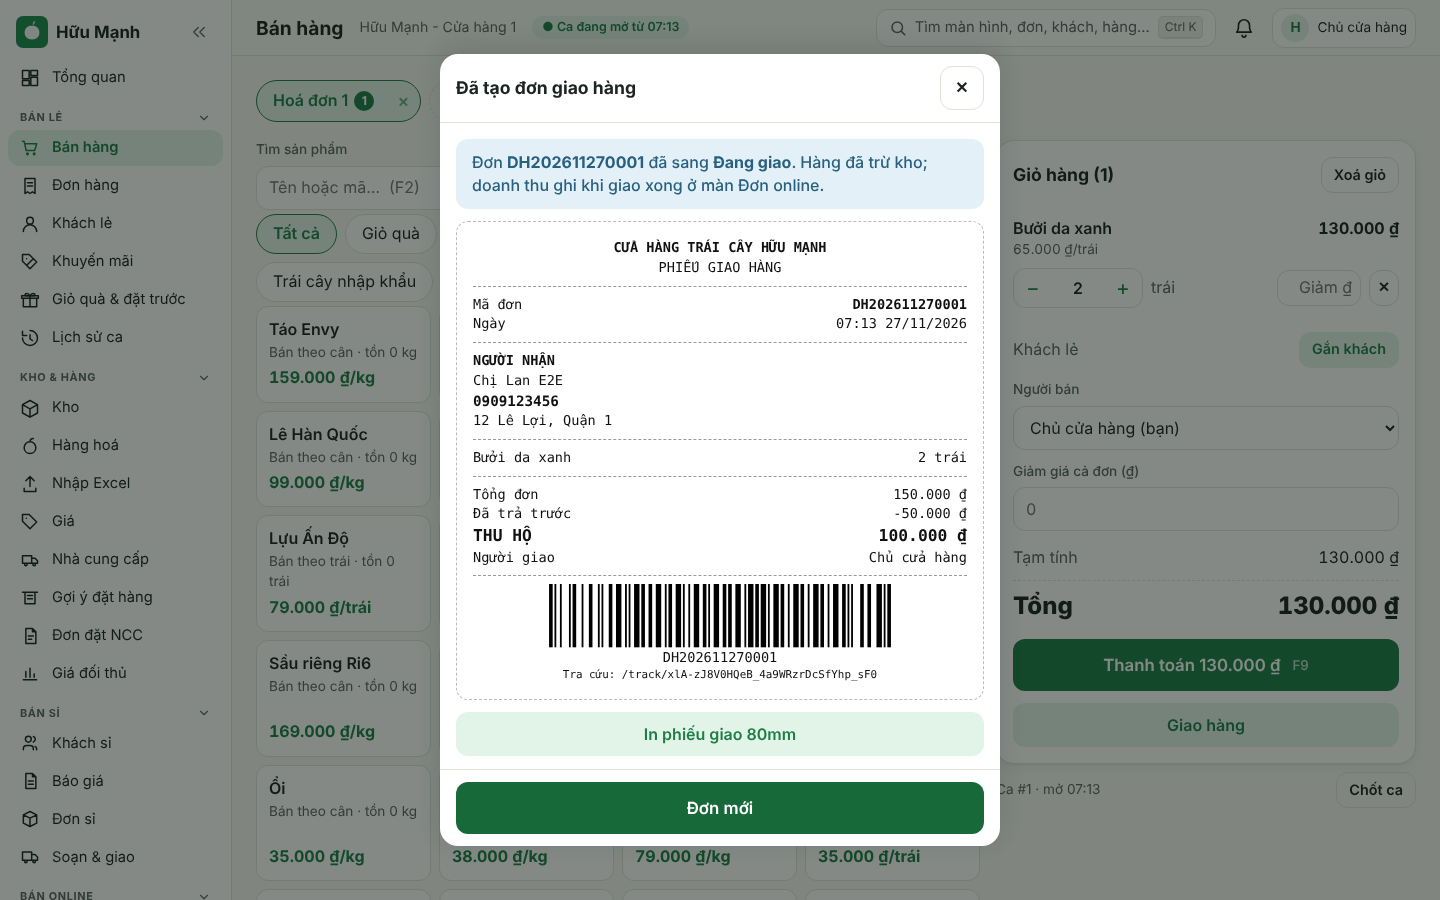 Hữu Mạnh
Tổng quan
BÁN LẺ
Bán hàng
Đơn hàng
Khách lẻ
Khuyến mãi
Giỏ quà & đặt trước
Lịch sử ca
KHO & HÀNG
Kho
Hàng hoá
Nhập Excel
Giá
Nhà cung cấp
Gợi ý đặt hàng
Đơn đặt NCC
Giá đối thủ
BÁN SỈ
Khách sỉ
Báo giá
Đơn sỉ
Soạn & giao
BÁN ONLINE
Bán hàng
Hữu Mạnh - Cửa hàng 1
Ca đang mở từ 07:13
Tìm màn hình, đơn, khách, hàng... Ctrl K
H Chủ cửa hàng
Hoá đơn 1 1 ×
Tìm sản phẩm
Tên hoặc mã... (F2)
Tất cả
Giỏ quà
Trái cây nhập khẩu
Táo Envy
Bán theo cân · tồn 0 kg
159.000 ₫/kg
Lê Hàn Quốc
Bán theo cân · tồn 0 kg
99.000 ₫/kg
Lựu Ấn Độ
Bán theo trái · tồn 0
trái
79.000 ₫/trái
Sầu riêng Ri6
169.000 ₫/kg
Ổi
Bán theo cân · tồn 0 kg
35.000 ₫/kg
38.000 ₫/kg
79.000 ₫/kg
35.000 ₫/trái
Đã tạo đơn giao hàng
×
Đơn DH202611270001 đã sang Đang giao. Hàng đã trừ kho;
doanh thu ghi khi giao xong ở màn Đơn online.
CỬA HÀNG TRÁI CÂY HỮU MẠNH
PHIẾU GIAO HÀNG
Mã đơn DH202611270001
Ngày 07:13 27/11/2026
NGƯỜI NHẬN
Chị Lan E2E
0909123456
12 Lê Lợi, Quận 1
Bưởi da xanh 2 trái
Tổng đơn 150.000 ₫
Đã trả trước -50.000 ₫
THU HỘ 100.000 ₫
Người giao Chủ cửa hàng
DH202611270001
Tra cứu: /track/xlA-zJ8V0HQeB_4a9WRzrDcSfYhp_sF0
In phiếu giao 80mm
Đơn mới
Giỏ hàng (1)
Xoá giỏ
Bưởi da xanh 130.000 ₫
65.000 ₫/trái
− 2 + trái Giảm ₫ ×
Khách lẻ
Gắn khách
Người bán
Chủ cửa hàng (bạn)
Giảm giá cả đơn (₫)
0
Tạm tính 130.000 ₫
Tổng 130.000 ₫
Thanh toán 130.000 ₫ F9
Giao hàng
Ca #1 · mở 07:13
Chốt ca